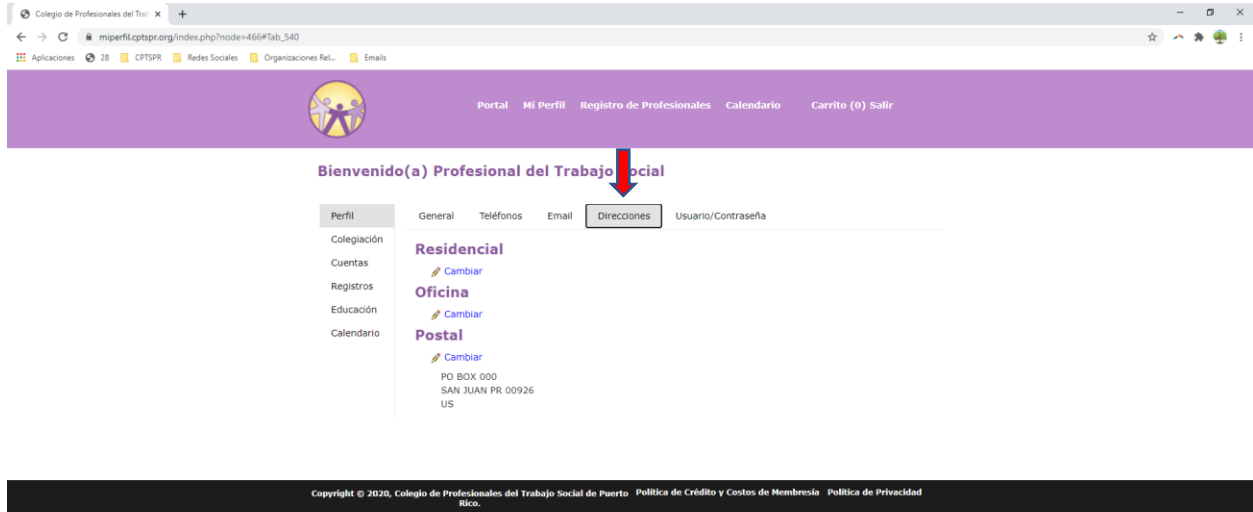 Colegio de Profesionales del Tra
miperfil.cptspr.org/index.php?node=466#Tab_540
Aplicaciones 28 CPTSPR Redes Sociales Organizaciones Rel... Emails
Portal Mi Perfil Registro de Profesionales Calendario Carrito (0) Salir
Bienvenido(a) Profesional del Trabajo Social
Perfil General Teléfonos Email Direcciones Usuario/Contraseña
Colegiación
Residencial
Cuentas
Cambiar
Registros
Oficina
Educación
Cambiar
Calendario
Postal
Cambiar
PO BOX 000
SAN JUAN PR 00926
US
Copyright © 2020, Colegio de Profesionales del Trabajo Social de Puerto Política de Crédito y Costos de Membresía Política de Privacidad
Rico.